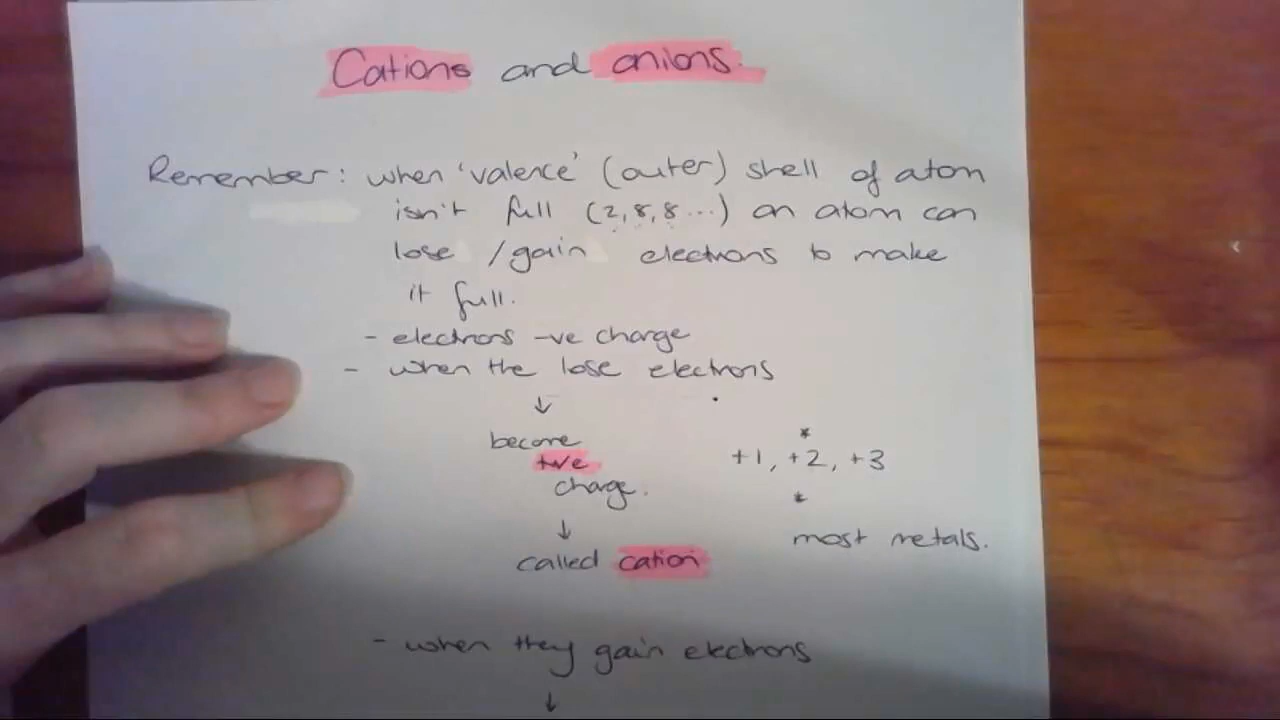 Cations and anions.
Remember: when 'valence' (outer) shell of atom
isn't full (2,8,8...) an atom can
lose /gain electrons to make
it full.
- electrons -ve charge
- when the lose electrons
↓
become
+ve
charge.
*
+1, +2, +3
*
most metals.
↓
called cation
- when they gain electrons
↓